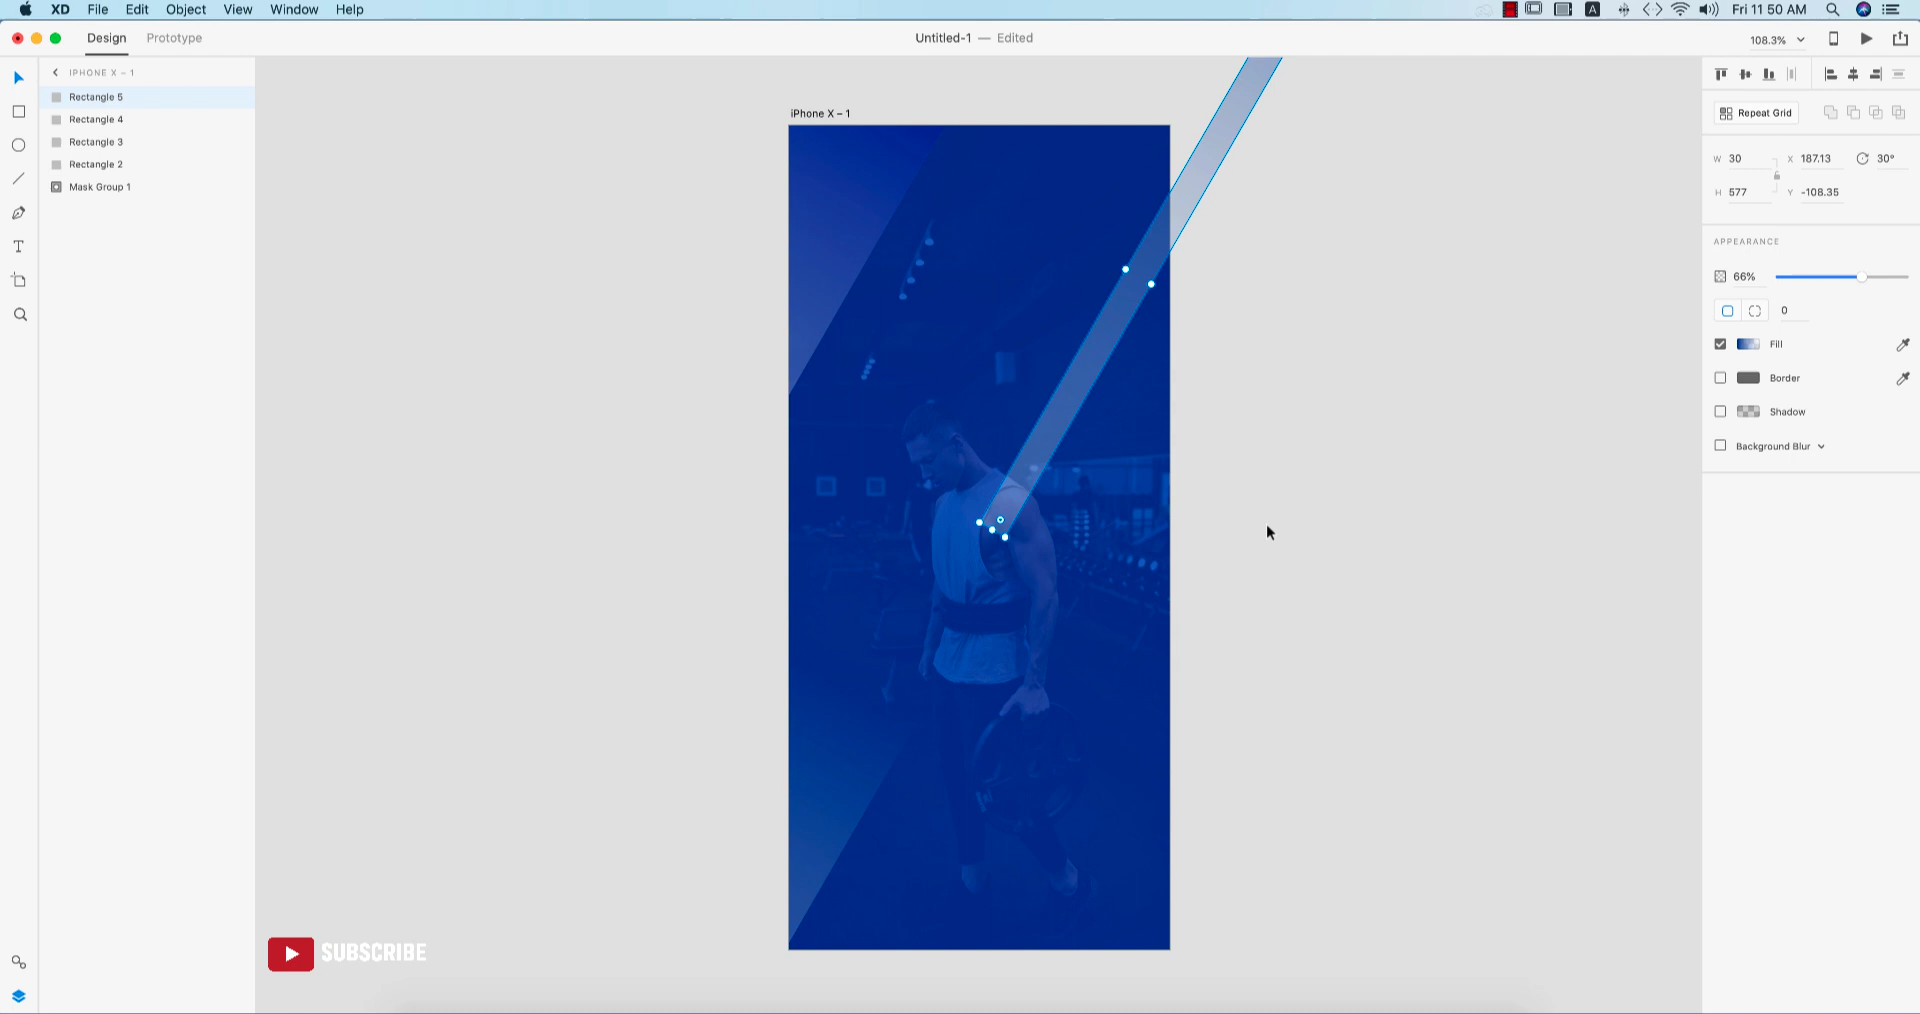 XD File Edit Object View Window Help
A
Fri 11 50 AM
Design Prototype
Untitled-1 — Edited
108.3%
IPHONE X – 1
Rectangle 5
Rectangle 4
Rectangle 3
Rectangle 2
Mask Group 1
iPhone X – 1
SUBSCRIBE
Repeat Grid
W 30 X 187.13 30°
H 577 Y -108.35
APPEARANCE
66%
0
Fill
Border
Shadow
Background Blur